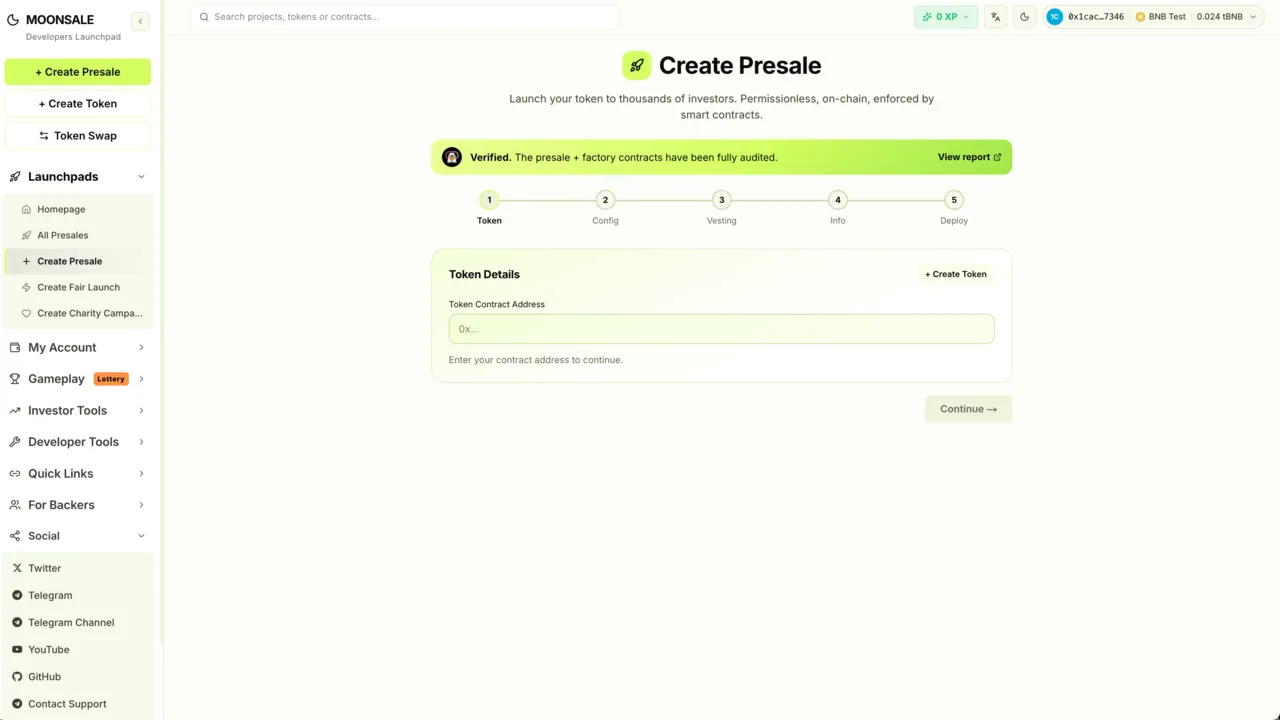 MOONSALE
Developers Launchpad
+ Create Presale
+ Create Token
Token Swap
Launchpads
Homepage
All Presales
Create Presale
Create Fair Launch
Create Charity Campa...
My Account
Gameplay Lottery
Investor Tools
Developer Tools
Quick Links
For Backers
Social
Twitter
Telegram
Telegram Channel
YouTube
GitHub
Contact Support
Search projects, tokens or contracts...
0 XP
1C 0x1cac…7346 BNB Test 0.024 tBNB
Create Presale
Launch your token to thousands of investors. Permissionless, on-chain, enforced by
smart contracts.
Verified. The presale + factory contracts have been fully audited.
View report
1 2 3 4 5
Token Config Vesting Info Deploy
Token Details
+ Create Token
Token Contract Address
0x...
Enter your contract address to continue.
Continue →